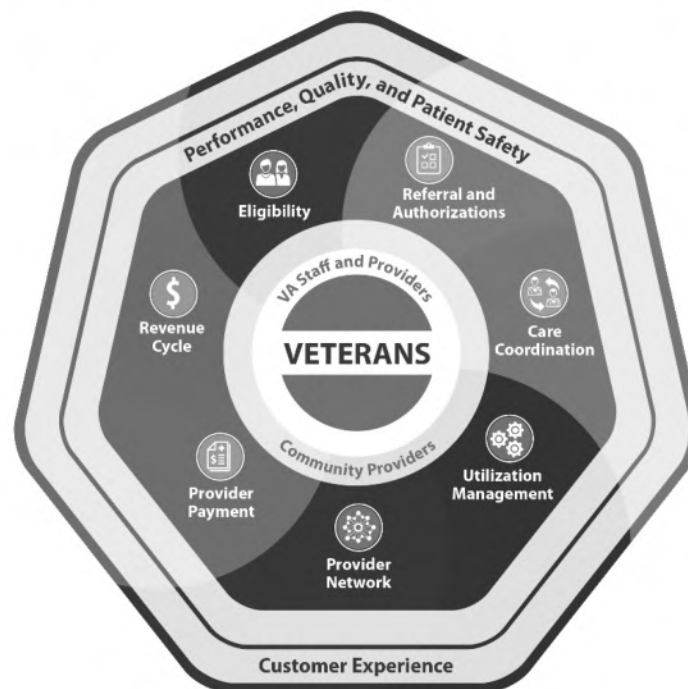 Performance, Quality, and Patient Safety
Eligibility
Referral and
Authorizations
VA Staff and Providers
Revenue
Cycle
VETERANS
Care
Coordination
Community Providers
Provider
Payment
Utilization
Management
Provider
Network
Customer Experience